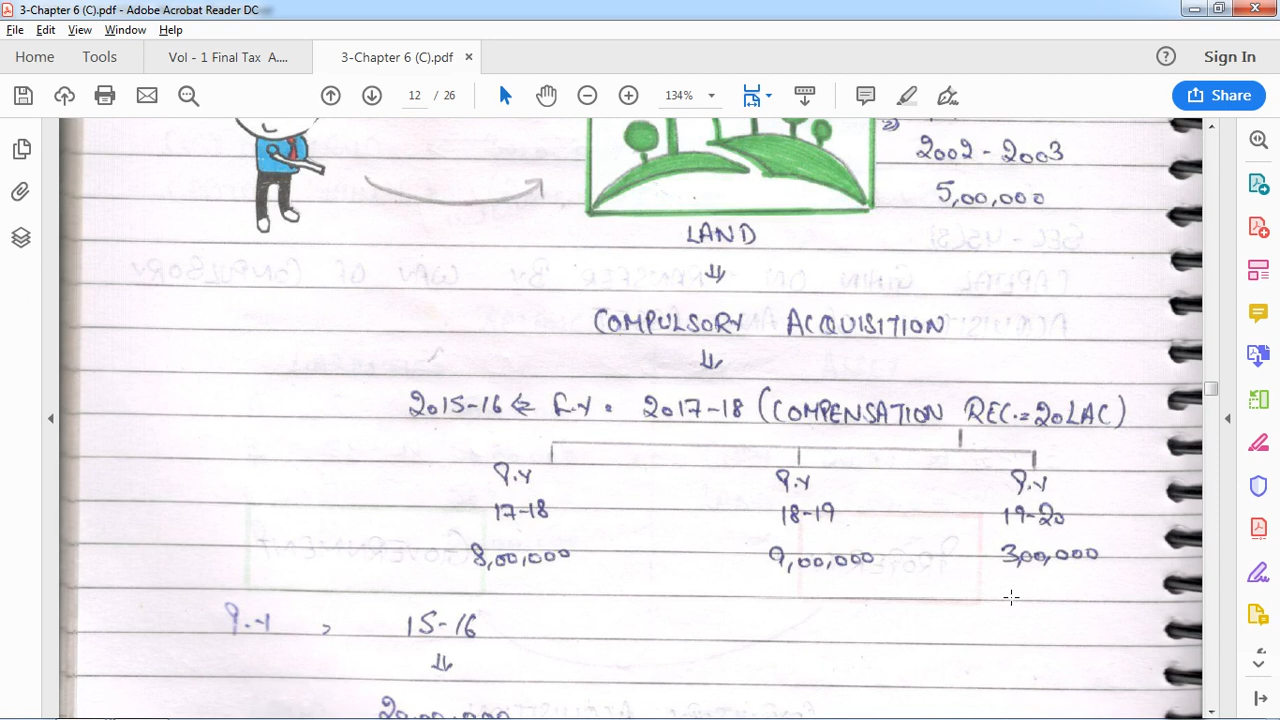 3-Chapter 6 (C).pdf - Adobe Acrobat Reader DC
File Edit View Window Help
Home Tools Vol - 1 Final Tax A.... 3-Chapter 6 (C).pdf × Sign In
12 / 26 134% Share
2002 - 2003
5,00,000
LAND
COMPULSORY ACQUISITION
2015-16 ⇐ F.Y. 2017-18 (COMPENSATION REC.=20LAC)
P.Y P.Y P.Y
17-18 18-19 19-20
8,00,000 9,00,000 3,00,000
P.Y 15-16
20,00,000